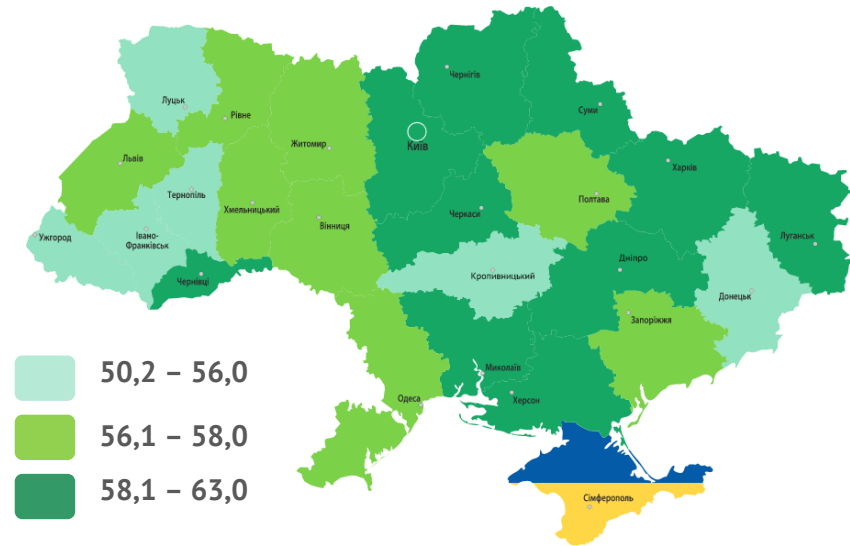 Чернігів
Луцьк
Суми
Рівне
Житомир
Київ
Львів
Харків
Тернопіль
Полтава
Хмельницький
Черкаси
Вінниця
Ужгород
Івано-
Франківськ
Луганськ
Дніпро
Чернівці
Кропивницький
Донецьк
Запоріжжя
50,2 – 56,0
Миколаїв
Одеса
Херсон
56,1 – 58,0
58,1 – 63,0
Сімферополь